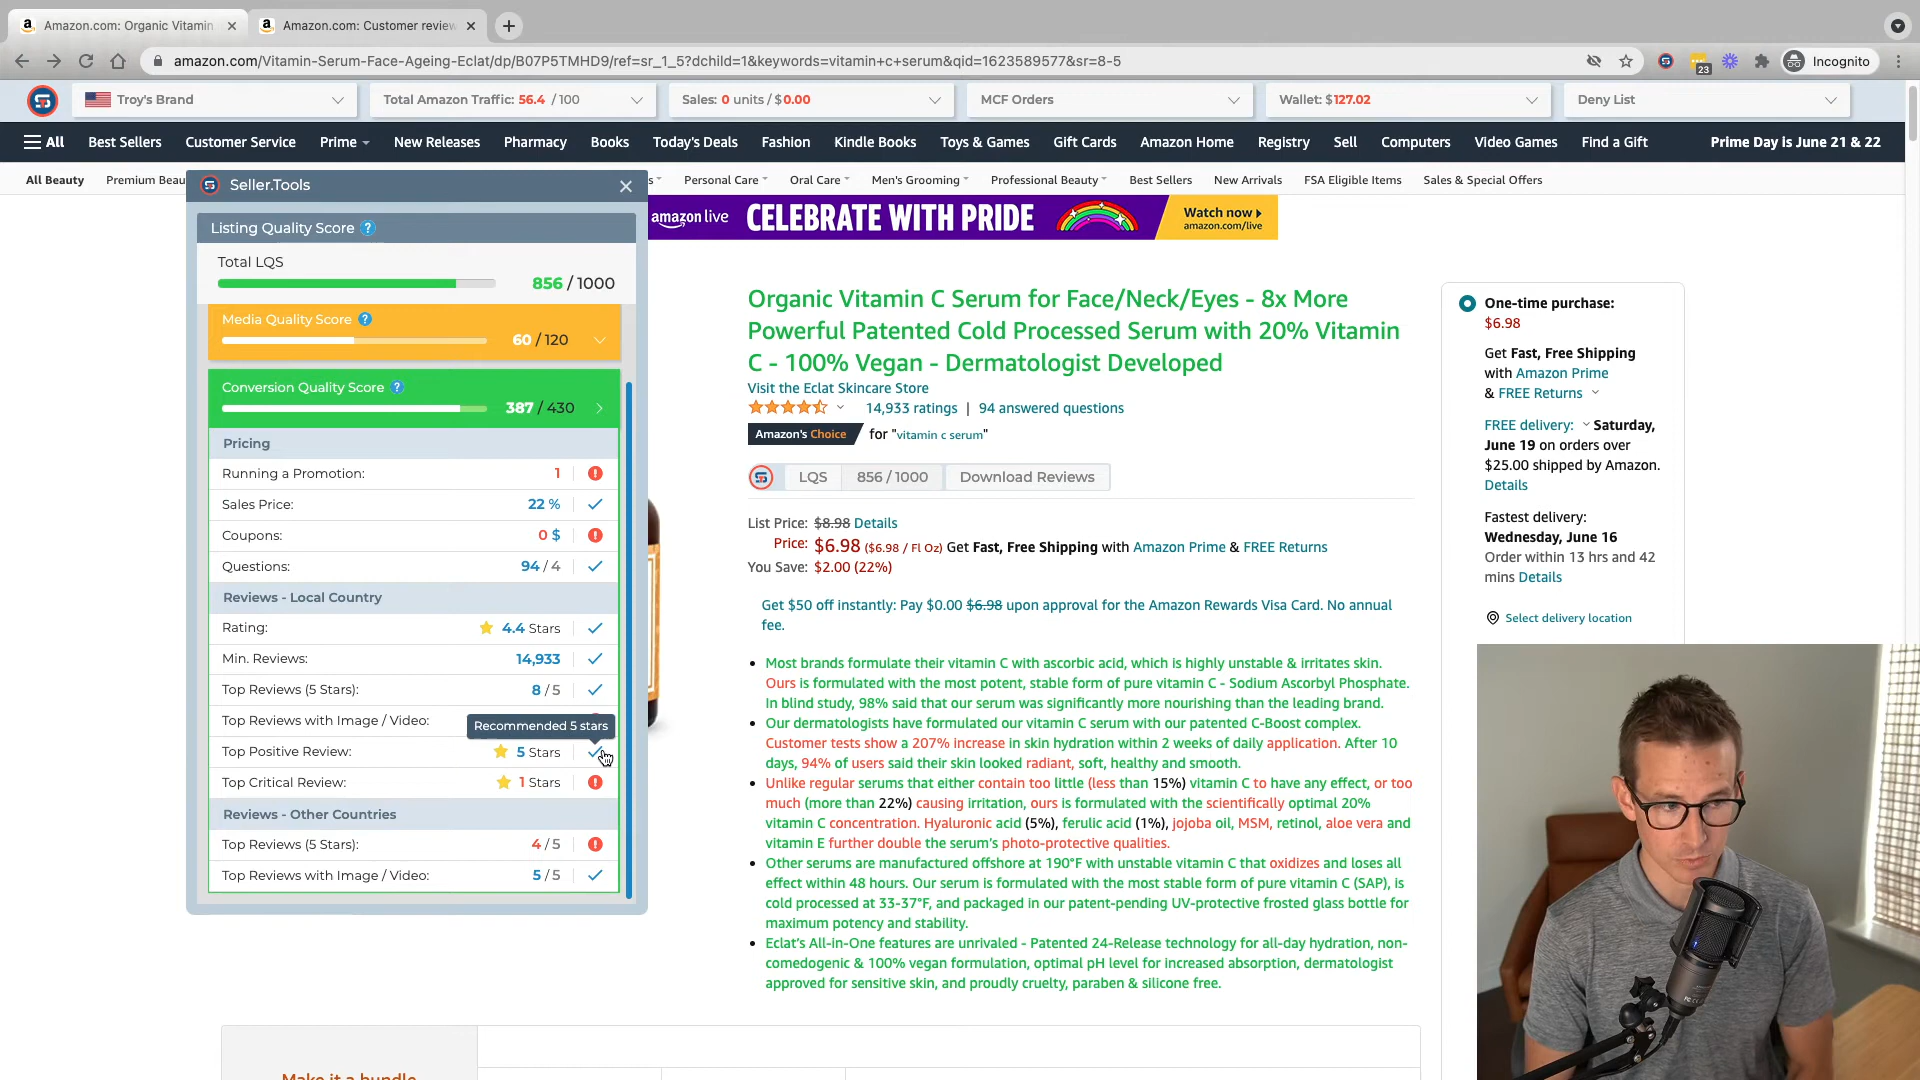 Amazon.com: Organic Vitamin
Amazon.com: Customer review
amazon.com/Vitamin-Serum-Face-Ageing-Eclat/dp/B07P5TMHD9/ref=sr_1_5?dchild=1&keywords=vitamin+c+serum&qid=1623589577&sr=8-5
23
Incognito
Troy's Brand
Total Amazon Traffic: 56.4 / 100
Sales: 0 units / $0.00
MCF Orders
Wallet: $127.02
Deny List
All
Best Sellers
Customer Service
Prime
New Releases
Pharmacy
Books
Today's Deals
Fashion
Kindle Books
Toys & Games
Gift Cards
Amazon Home
Registry
Sell
Computers
Video Games
Find a Gift
Prime Day is June 21 & 22
All Beauty
Premium Beau
Personal Care
Oral Care
Men's Grooming
Professional Beauty
Best Sellers
New Arrivals
FSA Eligible Items
Sales & Special Offers
Seller.Tools
amazon live
CELEBRATE WITH PRIDE
Watch now
amazon.com/live
Listing Quality Score ?
Total LQS
856 / 1000
Media Quality Score ?
60 / 120
Conversion Quality Score ?
387 / 430
Pricing
Running a Promotion: 1
Sales Price: 22 %
Coupons: 0 $
Questions: 94 / 4
Reviews - Local Country
Rating: 4.4 Stars
Min. Reviews: 14,933
Top Reviews (5 Stars): 8 / 5
Top Reviews with Image / Video:
Recommended 5 stars
Top Positive Review: 5 Stars
Top Critical Review: 1 Stars
Reviews - Other Countries
Top Reviews (5 Stars): 4 / 5
Top Reviews with Image / Video: 5 / 5
Organic Vitamin C Serum for Face/Neck/Eyes - 8x More
Powerful Patented Cold Processed Serum with 20% Vitamin
C - 100% Vegan - Dermatologist Developed
Visit the Eclat Skincare Store
14,933 ratings | 94 answered questions
Amazon's Choice for "vitamin c serum"
LQS 856 / 1000 Download Reviews
List Price: $8.98 Details
Price: $6.98 ($6.98 / Fl Oz) Get Fast, Free Shipping with Amazon Prime & FREE Returns
You Save: $2.00 (22%)
Get $50 off instantly: Pay $0.00 $6.98 upon approval for the Amazon Rewards Visa Card. No annual
fee.
Most brands formulate their vitamin C with ascorbic acid, which is highly unstable & irritates skin.
Ours is formulated with the most potent, stable form of pure vitamin C - Sodium Ascorbyl Phosphate.
In blind study, 98% said that our serum was significantly more nourishing than the leading brand.
Our dermatologists have formulated our vitamin C serum with our patented C-Boost complex.
Customer tests show a 207% increase in skin hydration within 2 weeks of daily application. After 10
days, 94% of users said their skin looked radiant, soft, healthy and smooth.
Unlike regular serums that either contain too little (less than 15%) vitamin C to have any effect, or too
much (more than 22%) causing irritation, ours is formulated with the scientifically optimal 20%
vitamin C concentration. Hyaluronic acid (5%), ferulic acid (1%), jojoba oil, MSM, retinol, aloe vera and
vitamin E further double the serum's photo-protective qualities.
Other serums are manufactured offshore at 190°F with unstable vitamin C that oxidizes and loses all
effect within 48 hours. Our serum is formulated with the most stable form of pure vitamin C (SAP), is
cold processed at 33-37°F, and packaged in our patent-pending UV-protective frosted glass bottle for
maximum potency and stability.
Eclat's All-in-One features are unrivaled - Patented 24-Release technology for all-day hydration, non-
comedogenic & 100% vegan formulation, optimal pH level for increased absorption, dermatologist
approved for sensitive skin, and proudly cruelty, paraben & silicone free.
One-time purchase:
$6.98
Get Fast, Free Shipping
with Amazon Prime
& FREE Returns
FREE delivery: Saturday,
June 19 on orders over
$25.00 shipped by Amazon.
Details
Fastest delivery:
Wednesday, June 16
Order within 13 hrs and 42
mins Details
Select delivery location
Make it a bundle